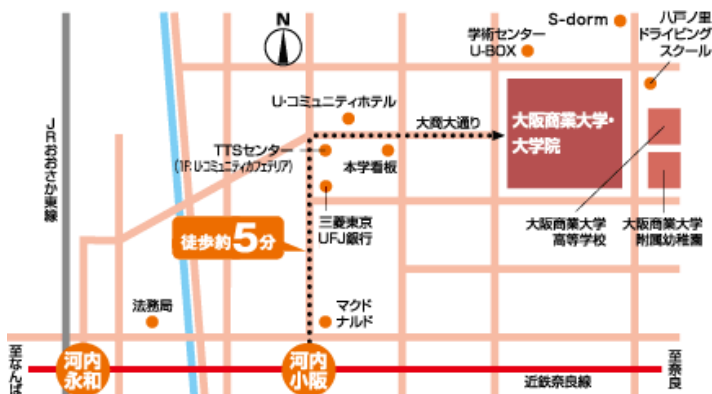 N
S-dorm
八戸ノ里
ドライビング
スクール
学術センター
U-BOX
U・コミュニティホテル
大商大通り
大阪商業大学・
大学院
JRおおさか東線
TTSセンター
(1F. U・コミュニティカフェテリア)
本学看板
三菱東京
UFJ銀行
大阪商業大学
高等学校
大阪商業大学
附属幼稚園
徒歩約5分
法務局
マクド
ナルド
至なんば
河内
永和
河内
小阪
近鉄奈良線
至奈良